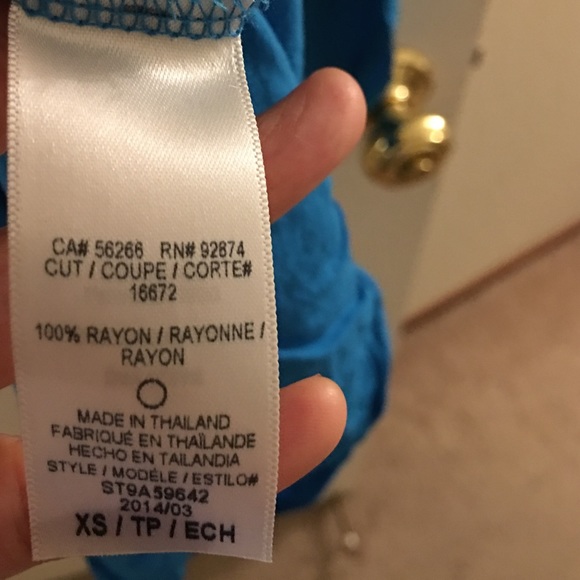 CA# 56266 RN# 92874
CUT / COUPE / CORTE#
16672
100% RAYON / RAYONNE /
RAYON
MADE IN THAILAND
FABRIQUÉ EN THAÏLANDE
HECHO EN TAILANDIA
STYLE / MODÈLE / ESTILO#
ST9A59642
2014/03
XS / TP / ECH